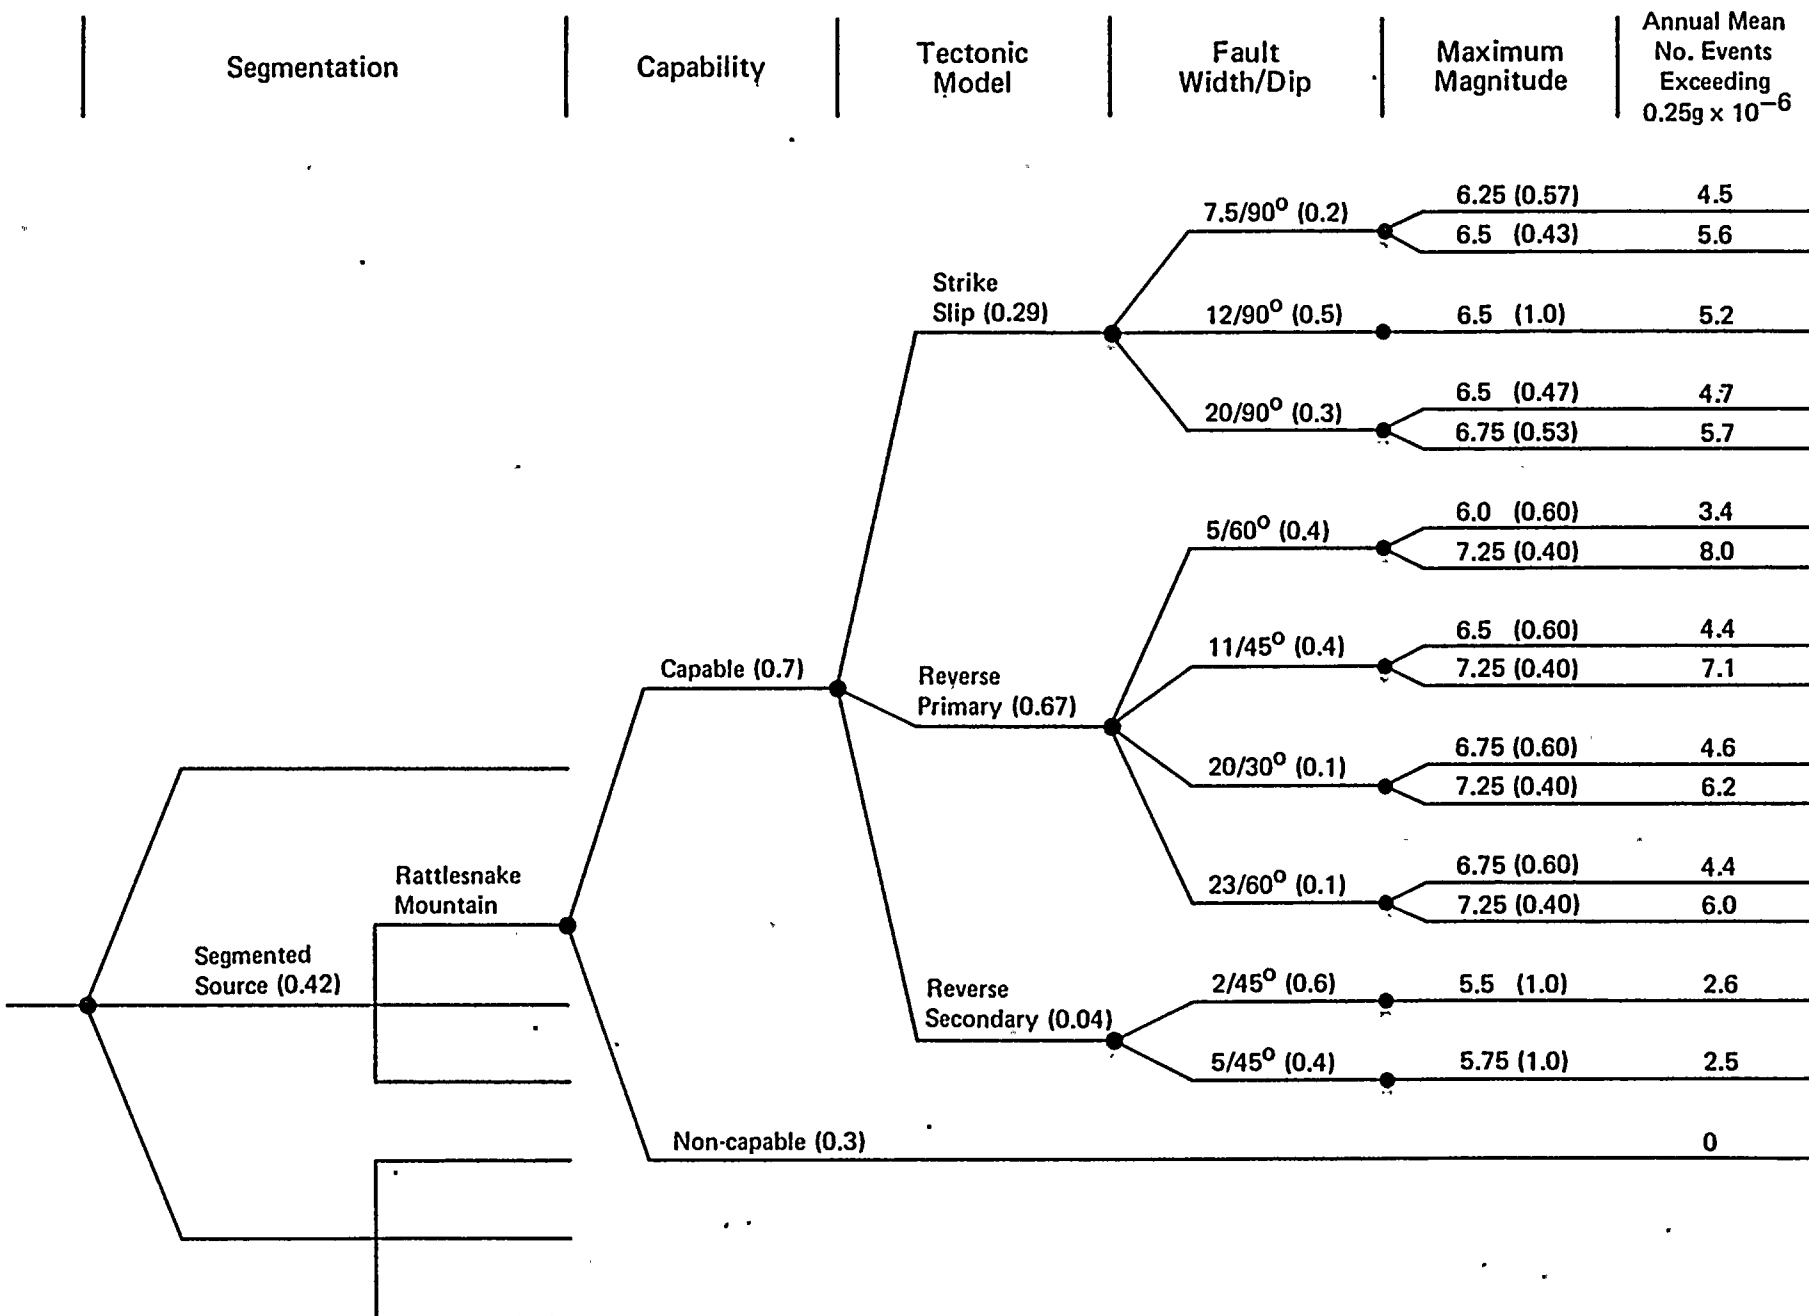 Segmentation
Capability
Tectonic
Model
Fault
Width/Dip
Maximum
Magnitude
Annual Mean
No. Events
Exceeding
0.25g x 10−6
7.5/90° (0.2)
6.25 (0.57)
4.5
6.5 (0.43)
5.6
Strike
Slip (0.29)
12/90° (0.5)
6.5 (1.0)
5.2
20/90° (0.3)
6.5 (0.47)
4.7
6.75 (0.53)
5.7
5/60° (0.4)
6.0 (0.60)
3.4
7.25 (0.40)
8.0
Capable (0.7)
Reverse
Primary (0.67)
11/45° (0.4)
6.5 (0.60)
4.4
7.25 (0.40)
7.1
20/30° (0.1)
6.75 (0.60)
4.6
7.25 (0.40)
6.2
Rattlesnake
Mountain
23/60° (0.1)
6.75 (0.60)
4.4
7.25 (0.40)
6.0
Segmented
Source (0.42)
Reverse
Secondary (0.04)
2/45° (0.6)
5.5 (1.0)
2.6
5/45° (0.4)
5.75 (1.0)
2.5
Non-capable (0.3)
0